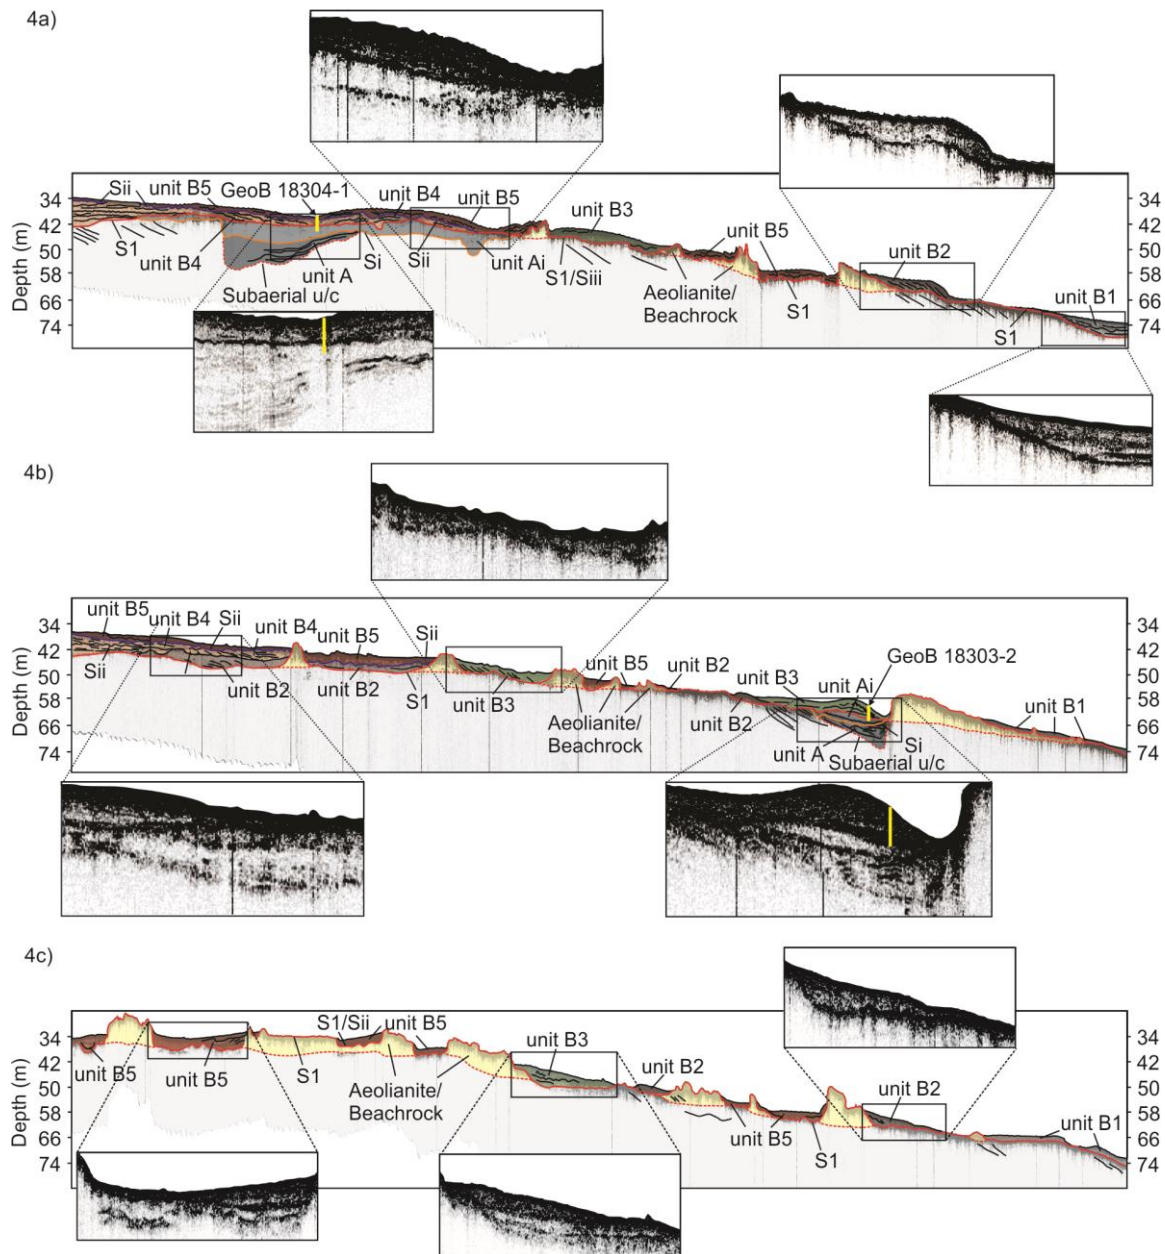 4a)
Sii unit B5 GeoB 18304-1 unit B4 unit B5 unit B3
34 34
42 42
50 50
58 58
66 66
74 74
Depth (m)
S1 unit B4 unit A Si Sii unit Ai S1/Siii unit B5 unit B2 unit B1
Subaerial u/c
Aeolianite/
Beachrock
S1 S1
4b)
unit B5 unit B4 Sii unit B4 unit B5 Sii
34 34
42 42
50 50
58 58
66 66
74 74
Depth (m)
Sii unit B2 unit B2 S1 unit B3 unit B5 unit B2 unit B3 unit Ai GeoB 18303-2
Aeolianite/
Beachrock
unit B2 unit A Si unit B1
Subaerial u/c
4c)
34 34
42 42
50 50
58 58
66 66
74 74
Depth (m)
S1/Sii unit B5 unit B3
unit B5 unit B5 S1 Aeolianite/
Beachrock
unit B2 unit B5 S1 unit B2 unit B1